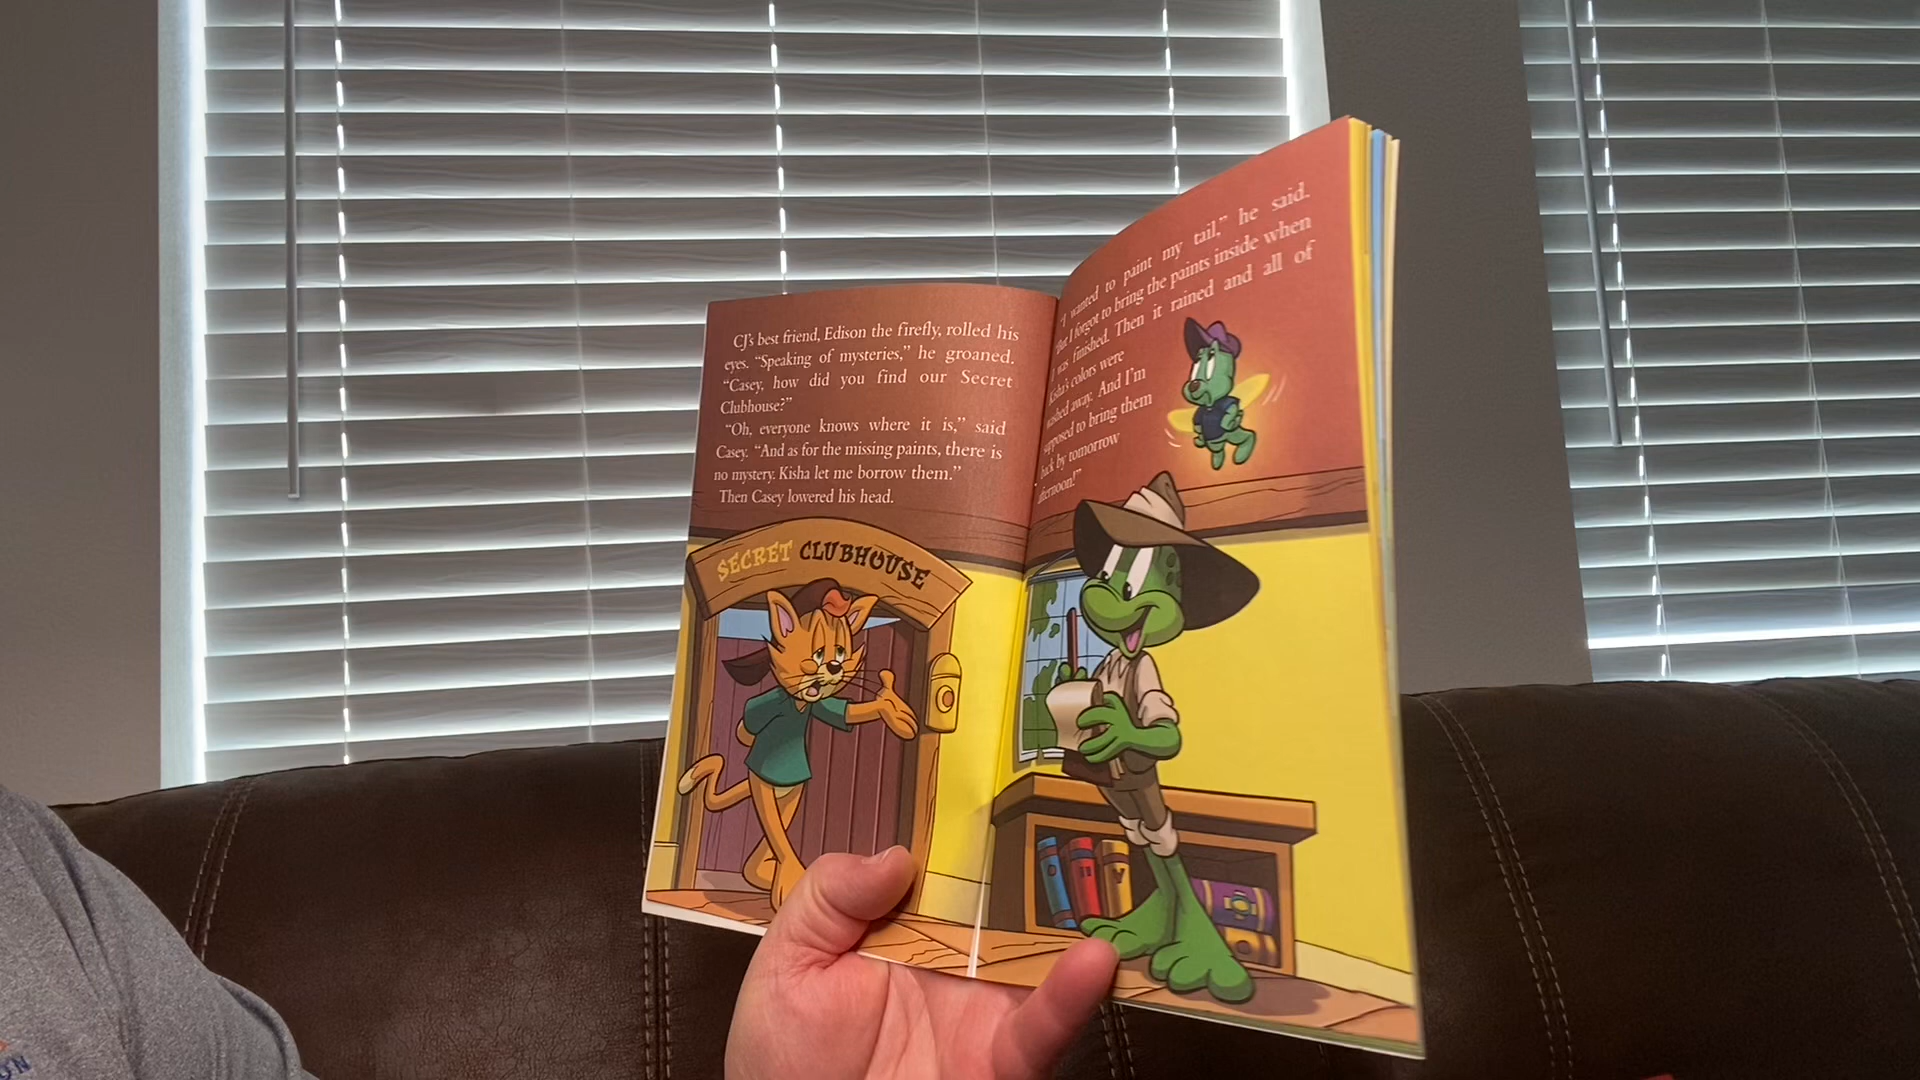 CJ's best friend, Edison the firefly, rolled his
eyes. "Speaking of mysteries," he groaned.
"Casey, how did you find our Secret
Clubhouse?"
"Oh, everyone knows where it is," said
Casey. "And as for the missing paints, there is
no mystery. Kisha let me borrow them."
Then Casey lowered his head.
SECRET CLUBHOUSE
"I wanted to paint my tail," he said.
"But I forgot to bring the paints inside when
I was finished. Then it rained and all of
Kisha's colors were
washed away. And I'm
supposed to bring them
back by tomorrow
afternoon!"